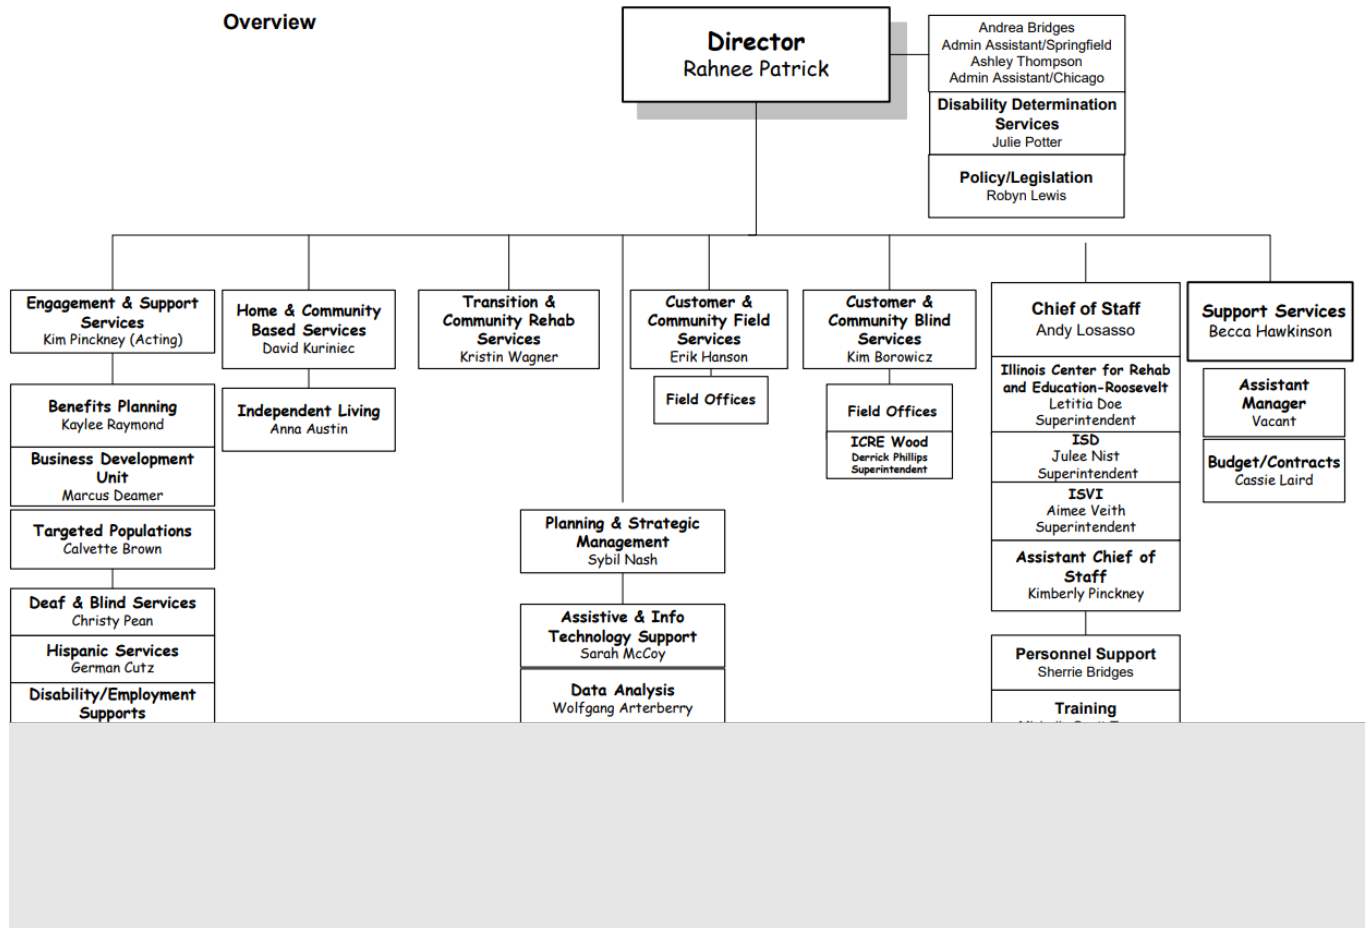 Overview
Director
Rahnee Patrick
Andrea Bridges
Admin Assistant/Springfield
Ashley Thompson
Admin Assistant/Chicago
Disability Determination
Services
Julie Potter
Policy/Legislation
Robyn Lewis
Engagement & Support
Services
Kim Pinckney (Acting)
Benefits Planning
Kaylee Raymond
Business Development
Unit
Marcus Deamer
Targeted Populations
Calvette Brown
Deaf & Blind Services
Christy Pean
Hispanic Services
German Cutz
Disability/Employment
Supports
Home & Community
Based Services
David Kuriniec
Independent Living
Anna Austin
Transition &
Community Rehab
Services
Kristin Wagner
Planning & Strategic
Management
Sybil Nash
Assistive & Info
Technology Support
Sarah McCoy
Data Analysis
Wolfgang Arterberry
Customer &
Community Field
Services
Erik Hanson
Field Offices
Customer &
Community Blind
Services
Kim Borowicz
Field Offices
ICRE Wood
Derrick Phillips
Superintendent
Chief of Staff
Andy Losasso
Illinois Center for Rehab
and Education-Roosevelt
Letitia Doe
Superintendent
ISD
Julee Nist
Superintendent
ISVI
Aimee Veith
Superintendent
Assistant Chief of
Staff
Kimberly Pinckney
Personnel Support
Sherrie Bridges
Training
Support Services
Becca Hawkinson
Assistant
Manager
Vacant
Budget/Contracts
Cassie Laird